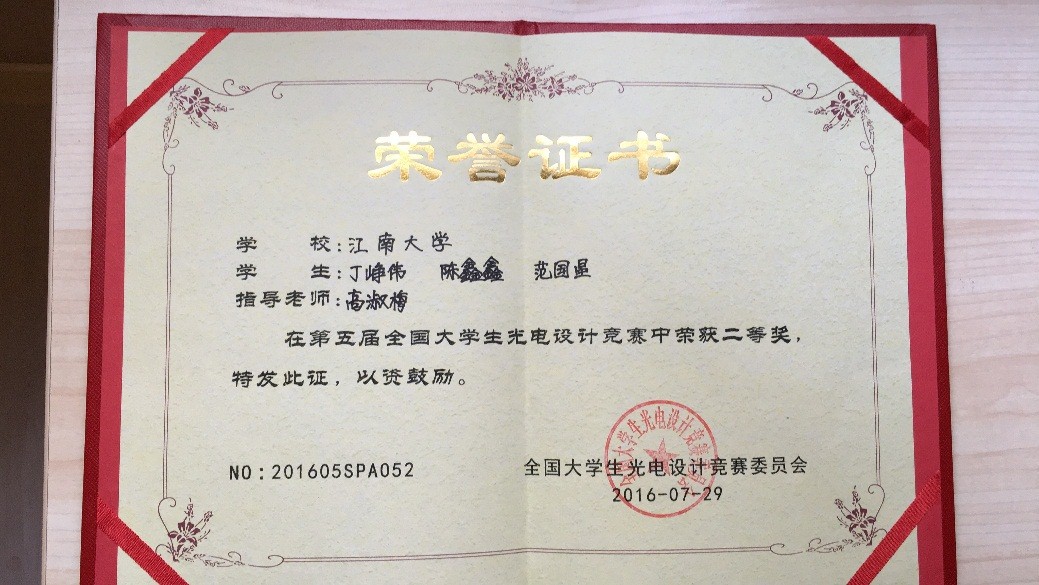 荣誉证书
学 校:江南大学
学 生:丁峥伟 陈鑫鑫 范国星
指导老师:高淑梅
在第五届全国大学生光电设计竞赛中荣获二等奖，
特发此证，以资鼓励。
NO:201605SPA052
全国大学生光电设计竞赛委员会
2016-07-29